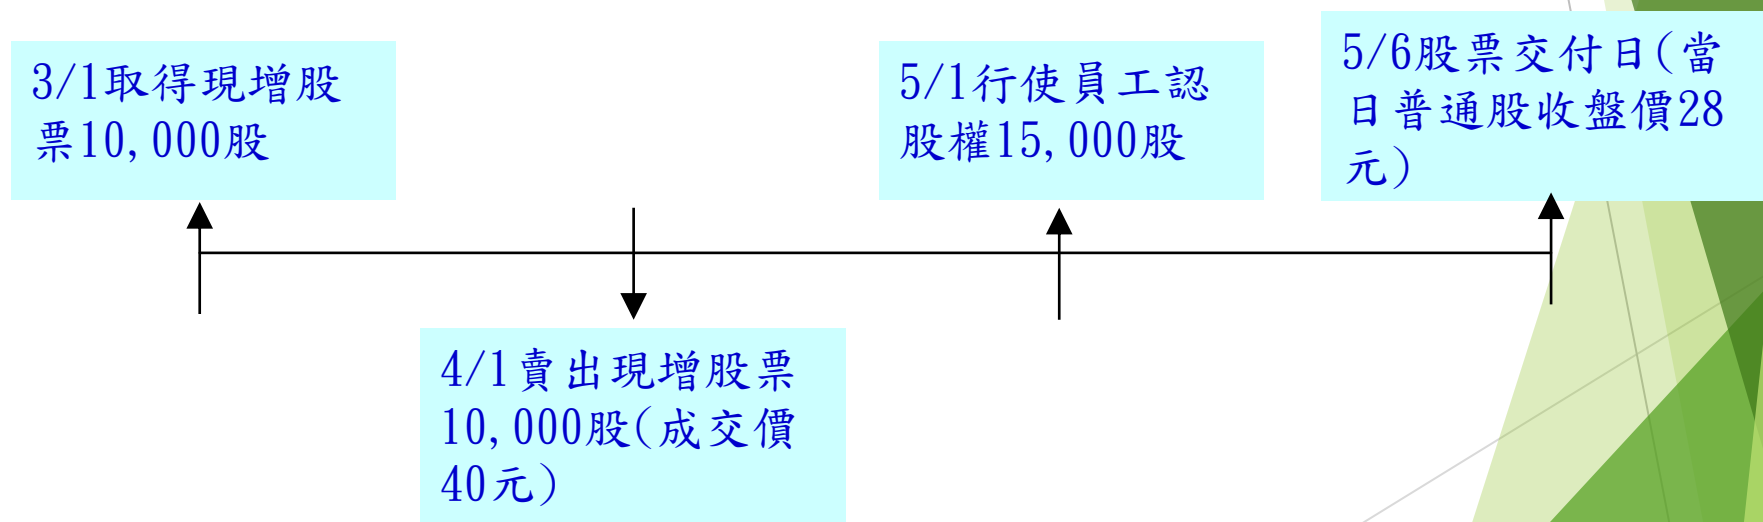 3/1取得現增股
票10,000股
4/1賣出現增股票
10,000股(成交價
40元)
5/1行使員工認
股權15,000股
5/6股票交付日(當
日普通股收盤價28
元)